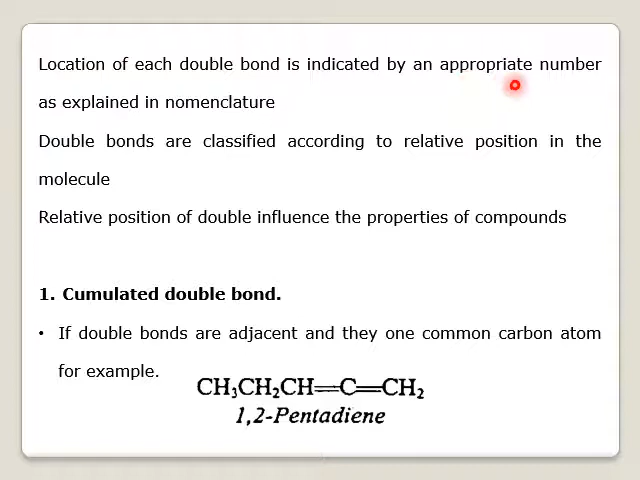 Location of each double bond is indicated by an appropriate number
as explained in nomenclature
Double bonds are classified according to relative position in the
molecule
Relative position of double influence the properties of compounds
1. Cumulated double bond.
• If double bonds are adjacent and they one common carbon atom
for example.
CH₃CH₂CH=C=CH₂
1,2-Pentadiene